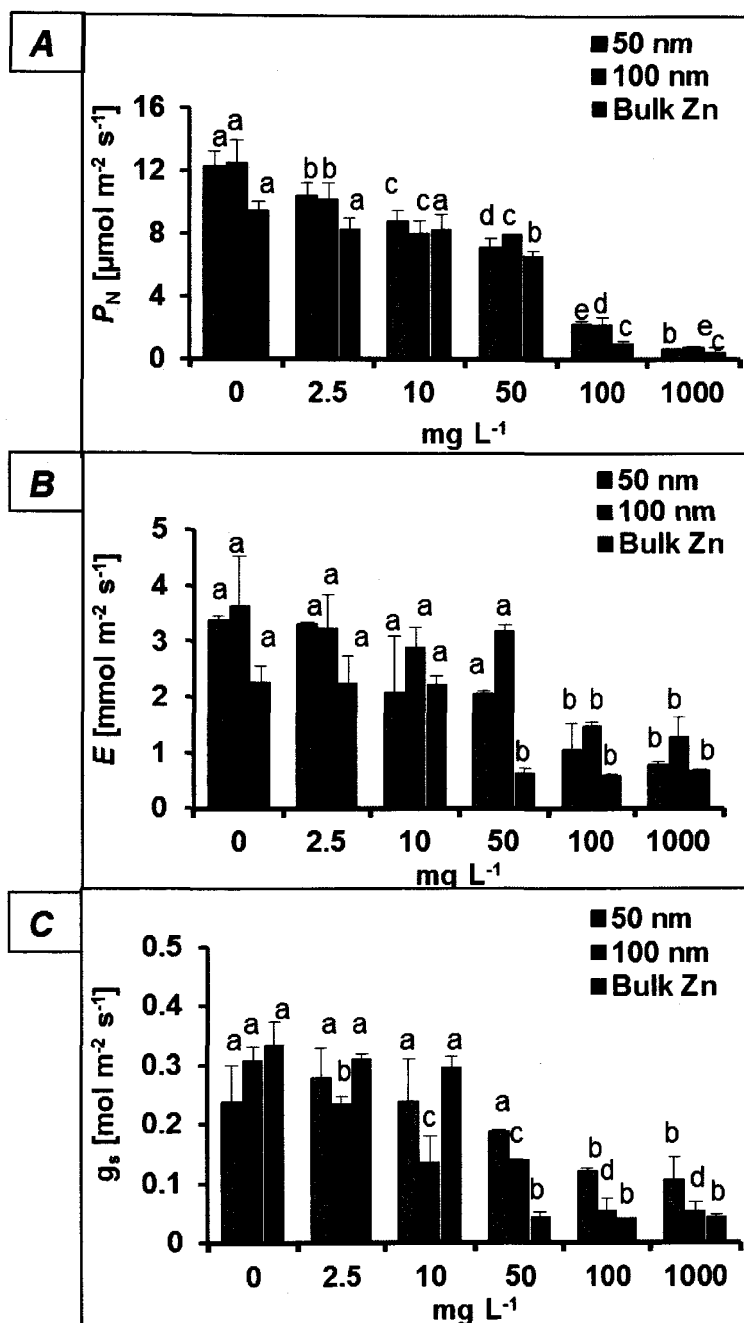 A
50 nm
100 nm
Bulk Zn
P_N [µmol m⁻² s⁻¹]
16
12
8
4
0
a a a
b b a
c c a
d c b
e d c
b e c
0 2.5 10 50 100 1000
mg L⁻¹
B
50 nm
100 nm
Bulk Zn
E [mmol m⁻² s⁻¹]
5
4
3
2
1
0
a a a
a a a
a a a
a a b
b b b
b b b
0 2.5 10 50 100 1000
mg L⁻¹
C
50 nm
100 nm
Bulk Zn
g_s [mol m⁻² s⁻¹]
0.5
0.4
0.3
0.2
0.1
0
a a a
a b a
a c a
a c b
b d b
b d b
0 2.5 10 50 100 1000
mg L⁻¹